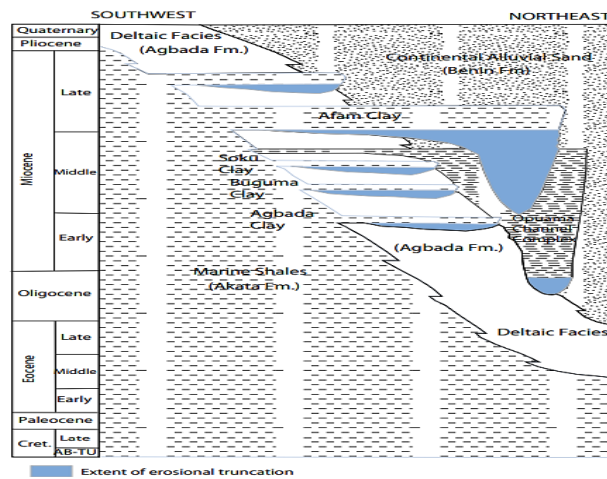 SOUTHWEST
NORTHEAST
Quaternary
Pliocene
Miocene
Late
Middle
Early
Oligocene
Eocene
Late
Middle
Early
Paleocene
Cret.
Late
AB-TU
Deltaic Facies
(Agbada Fm.)
Continental Alluvial Sand
(Benin Fm)
Afam Clay
Soku
Clay
Buguma
Clay
Agbada
Clay
Opuama
Channel
Complex
(Agbada Fm.)
Marine Shales
(Akata Fm.)
Deltaic Facies
Extent of erosional truncation